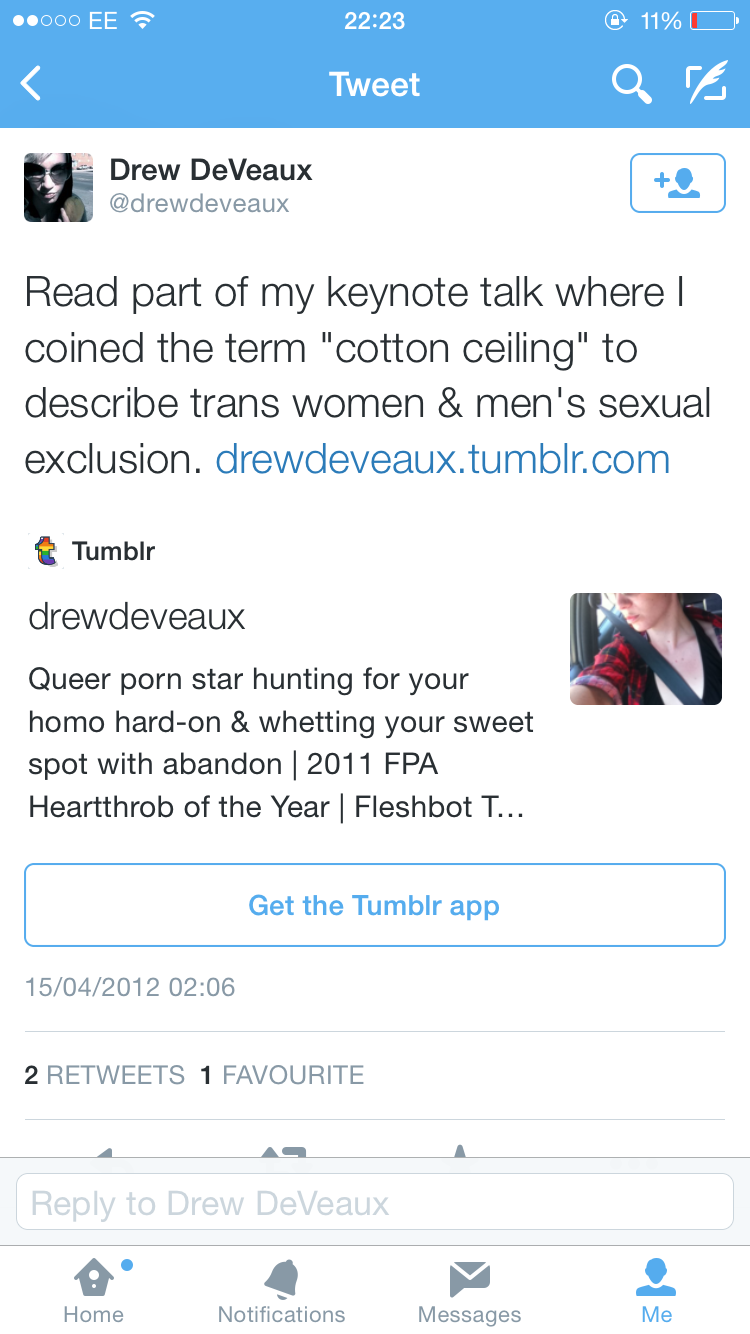 EE 22:23 11%
Tweet
Drew DeVeaux
@drewdeveaux
Read part of my keynote talk where I
coined the term "cotton ceiling" to
describe trans women & men's sexual
exclusion. drewdeveaux.tumblr.com
t Tumblr
drewdeveaux
Queer porn star hunting for your
homo hard-on & whetting your sweet
spot with abandon | 2011 FPA
Heartthrob of the Year | Fleshbot T...
Get the Tumblr app
15/04/2012 02:06
2 RETWEETS 1 FAVOURITE
Reply to Drew DeVeaux
Home Notifications Messages Me